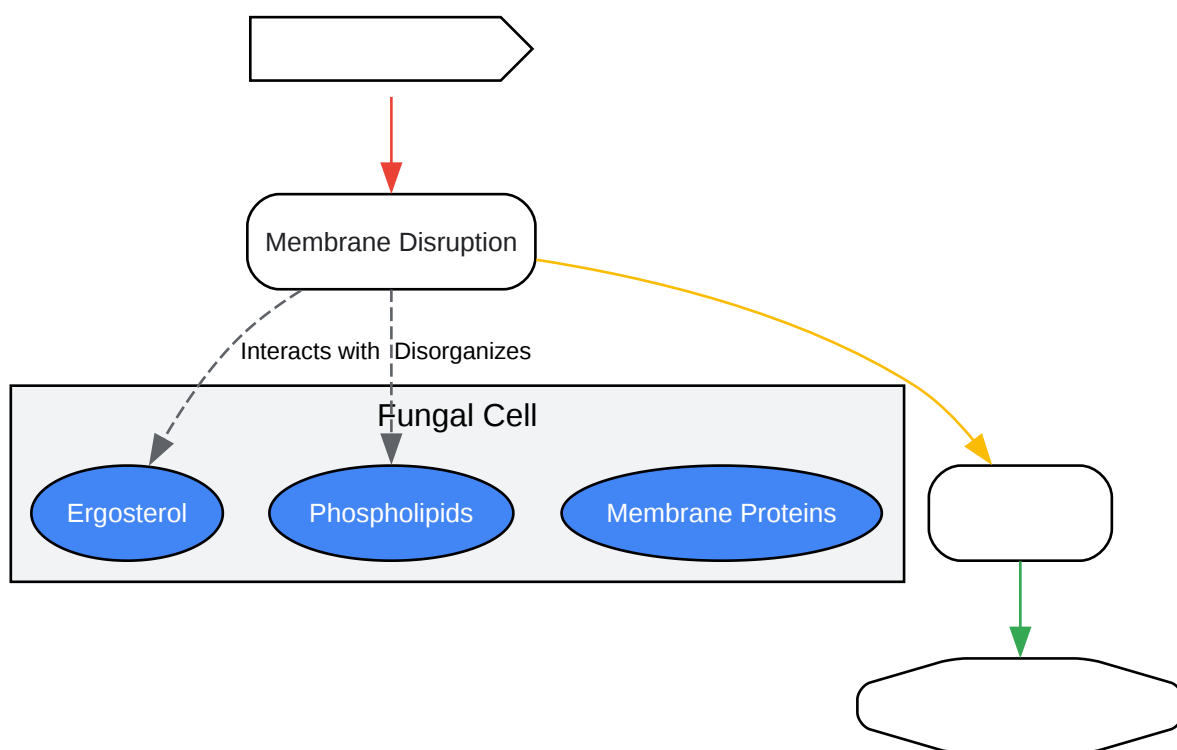 Membrane Disruption
Interacts with
Disorganizes
Fungal Cell
Ergosterol
Phospholipids
Membrane Proteins